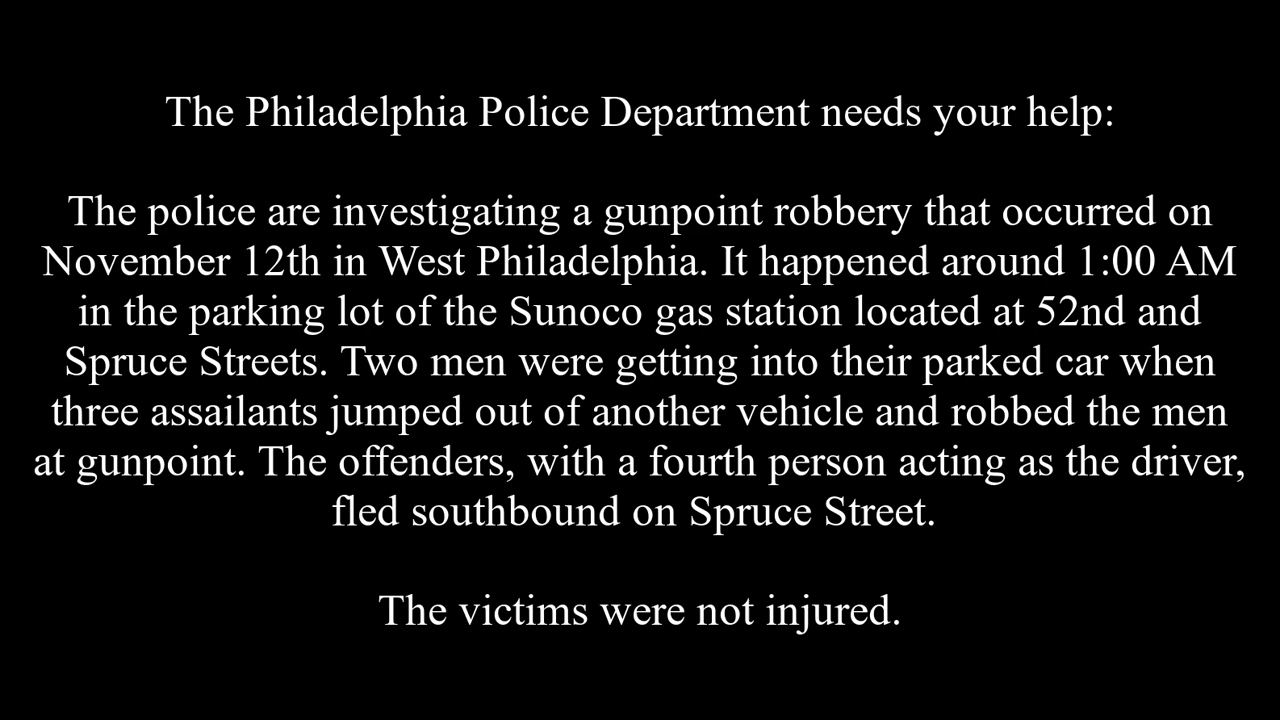 The Philadelphia Police Department needs your help:
The police are investigating a gunpoint robbery that occurred on
November 12th in West Philadelphia. It happened around 1:00 AM
in the parking lot of the Sunoco gas station located at 52nd and
Spruce Streets. Two men were getting into their parked car when
three assailants jumped out of another vehicle and robbed the men
at gunpoint. The offenders, with a fourth person acting as the driver,
fled southbound on Spruce Street.
The victims were not injured.